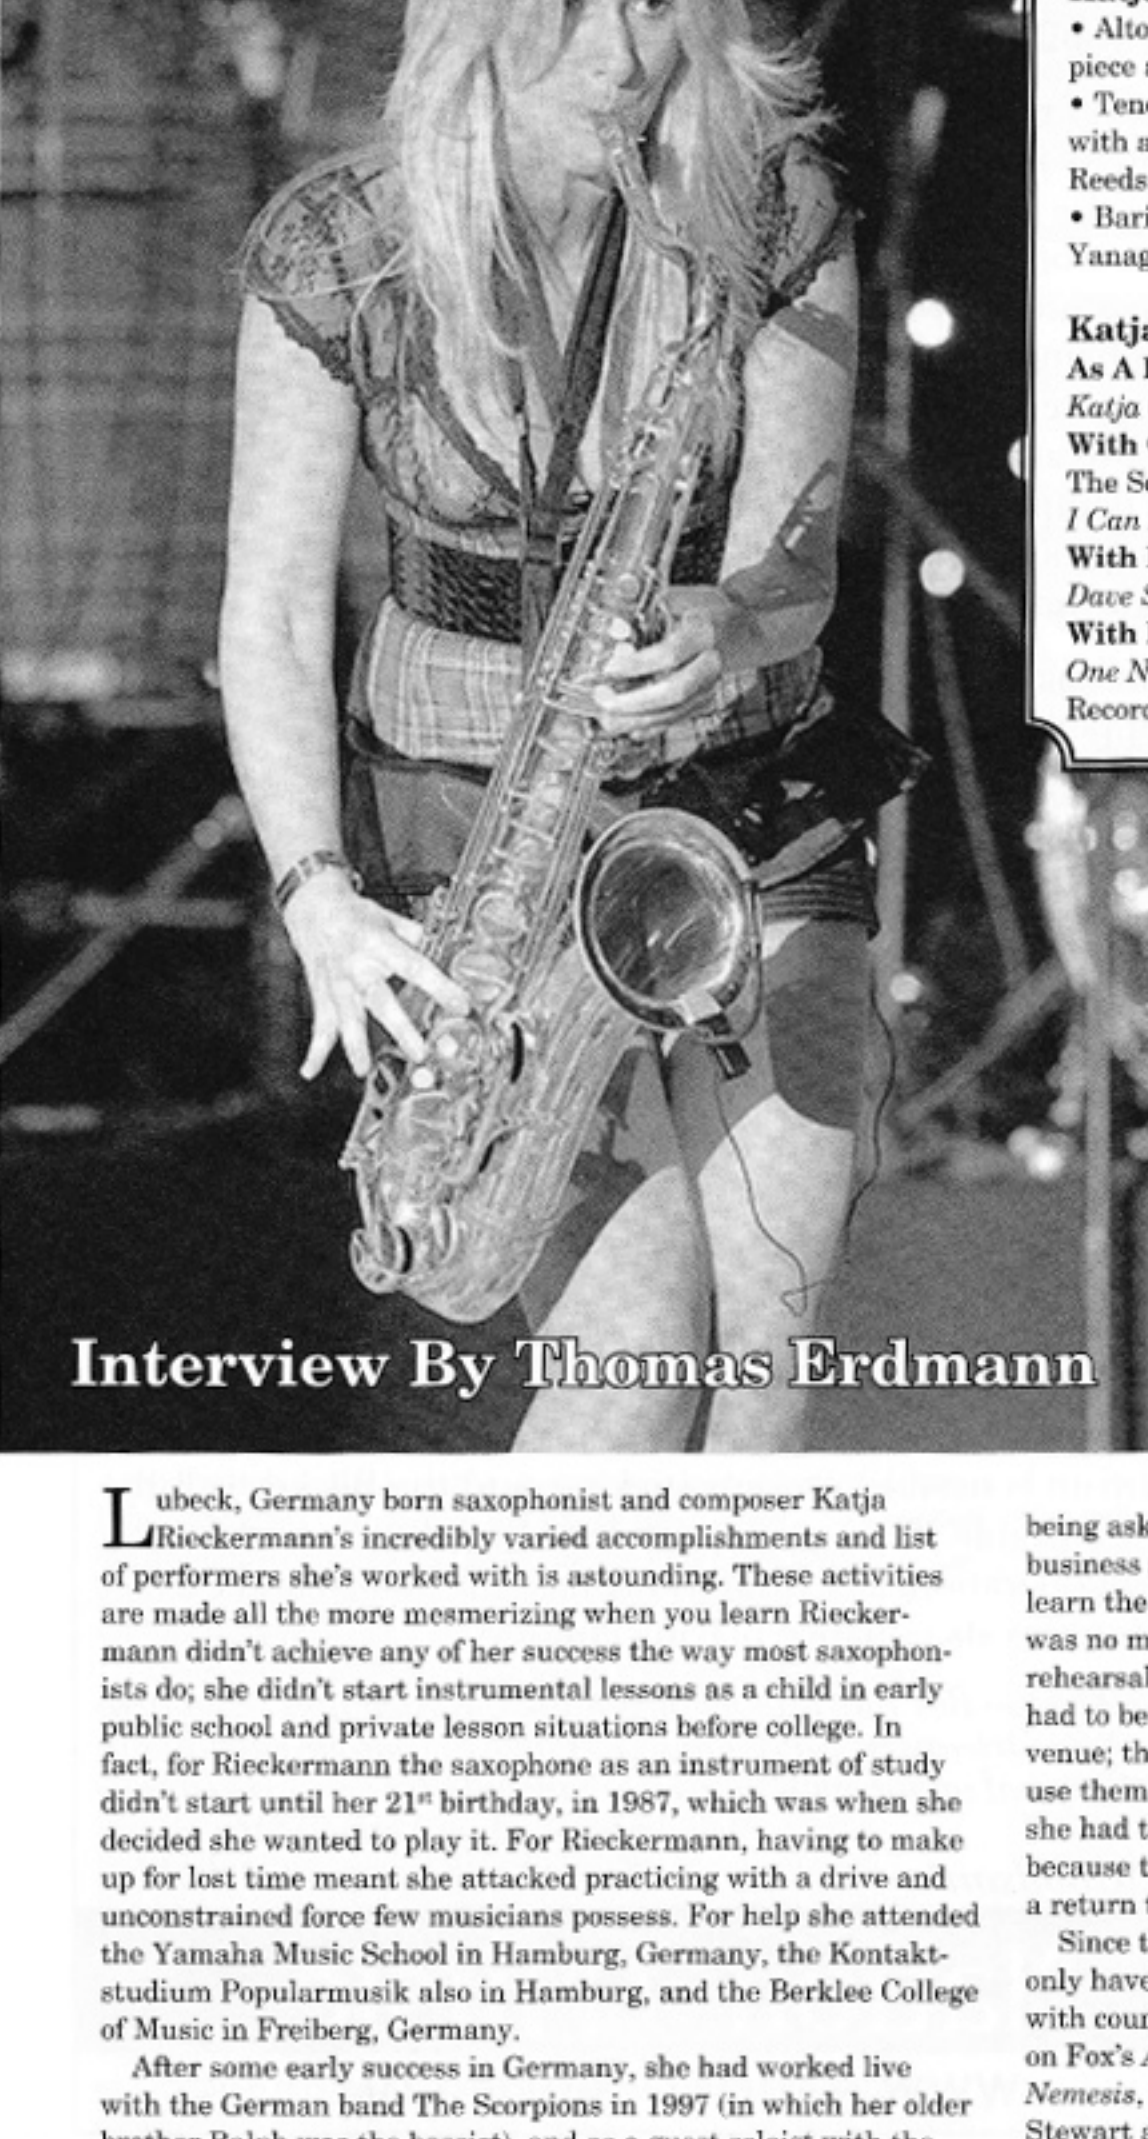 • Alto
piece
• Ten
with a
Reeds
• Bari
Yanag
Katja
As A
Katja
With
The Sc
I Can
With
Dave S
With
One N
Record
Interview By Thomas Erdmann
Lubeck, Germany born saxophonist and composer Katja
Rieckermann's incredibly varied accomplishments and list
of performers she's worked with is astounding. These activities
are made all the more mesmerizing when you learn Riecker-
mann didn't achieve any of her success the way most saxophon-
ists do; she didn't start instrumental lessons as a child in early
public school and private lesson situations before college. In
fact, for Rieckermann the saxophone as an instrument of study
didn't start until her 21st birthday, in 1987, which was when she
decided she wanted to play it. For Rieckermann, having to make
up for lost time meant she attacked practicing with a drive and
unconstrained force few musicians possess. For help she attended
the Yamaha Music School in Hamburg, Germany, the Kontakt-
studium Popularmusik also in Hamburg, and the Berklee College
of Music in Freiberg, Germany.
After some early success in Germany, she had worked live
with the German band The Scorpions in 1997 (in which her older
being ask
business
learn the
was no m
rehearsal
had to be
venue; th
use them
she had t
because t
a return
Since t
only have
with cour
on Fox's
Nemesis,
Stewart